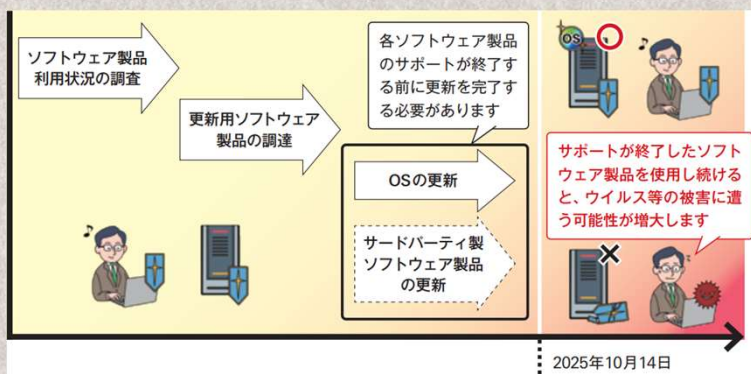 ソフトウェア製品
利用状況の調査
更新用ソフトウェア
製品の調達
各ソフトウェア製品
のサポートが終了す
る前に更新を完了す
る必要があります
OSの更新
サードパーティ製
ソフトウェア製品
の更新
OS
サポートが終了したソフト
ウェア製品を使用し続ける
と、ウイルス等の被害に遭
う可能性が増大します
2025年10月14日